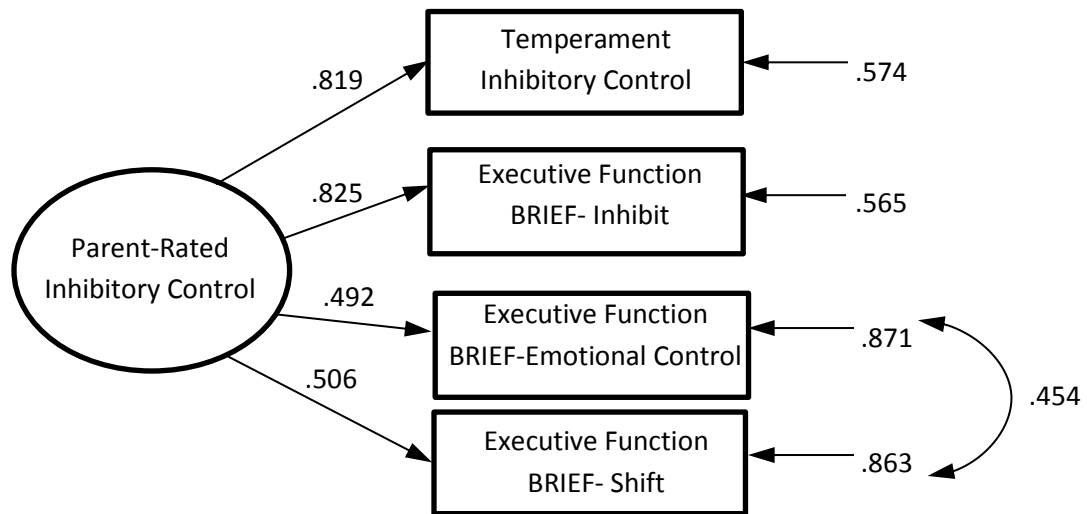 Temperament
Inhibitory Control
.574
.819
Executive Function
BRIEF- Inhibit
.565
.825
Parent-Rated
Inhibitory Control
.492
Executive Function
BRIEF-Emotional Control
.871
.454
.506
Executive Function
BRIEF- Shift
.863